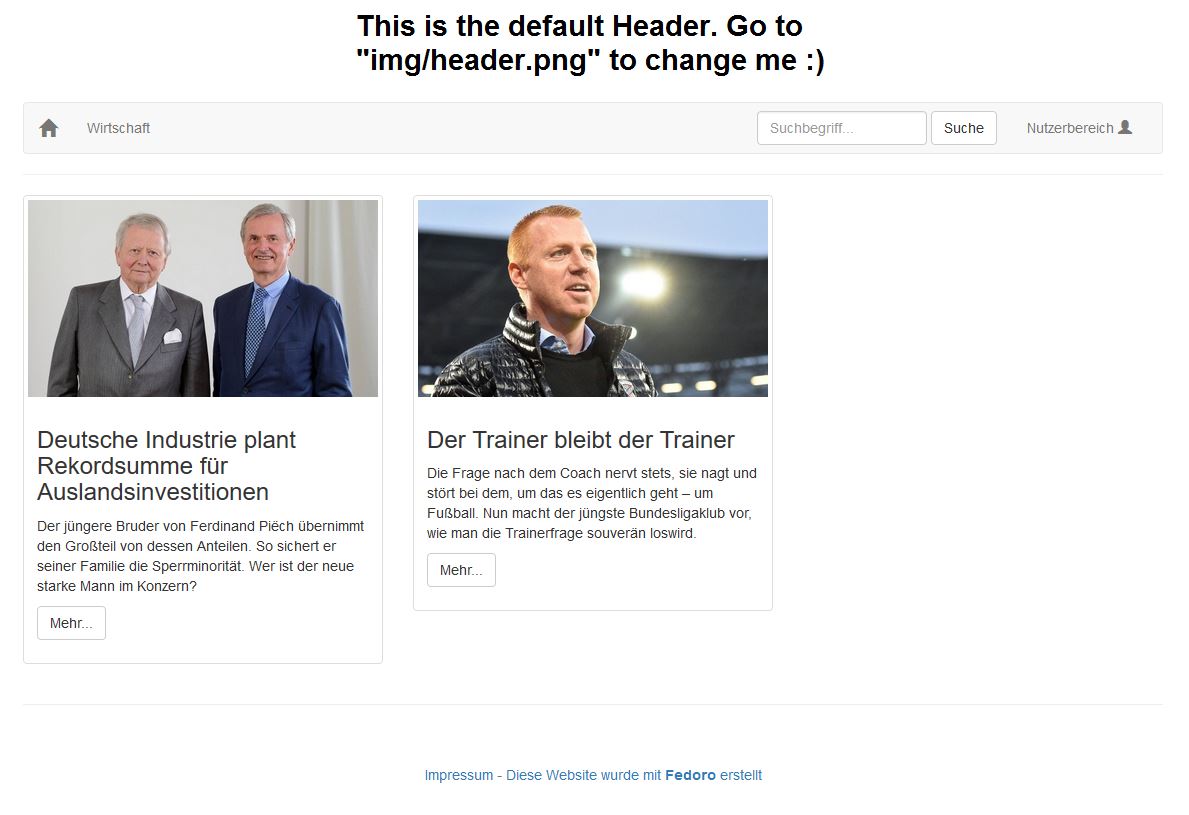 This is the default Header. Go to
"img/header.png" to change me :)
Wirtschaft
Suchbegriff...
Suche
Nutzerbereich
Deutsche Industrie plant
Rekordsumme für
Auslandsinvestitionen
Der jüngere Bruder von Ferdinand Piëch übernimmt
den Großteil von dessen Anteilen. So sichert er
seiner Familie die Sperrminorität. Wer ist der neue
starke Mann im Konzern?
Mehr...
Der Trainer bleibt der Trainer
Die Frage nach dem Coach nervt stets, sie nagt und
stört bei dem, um das es eigentlich geht – um
Fußball. Nun macht der jüngste Bundesligaklub vor,
wie man die Trainerfrage souverän loswird.
Mehr...
Impressum - Diese Website wurde mit Fedoro erstellt